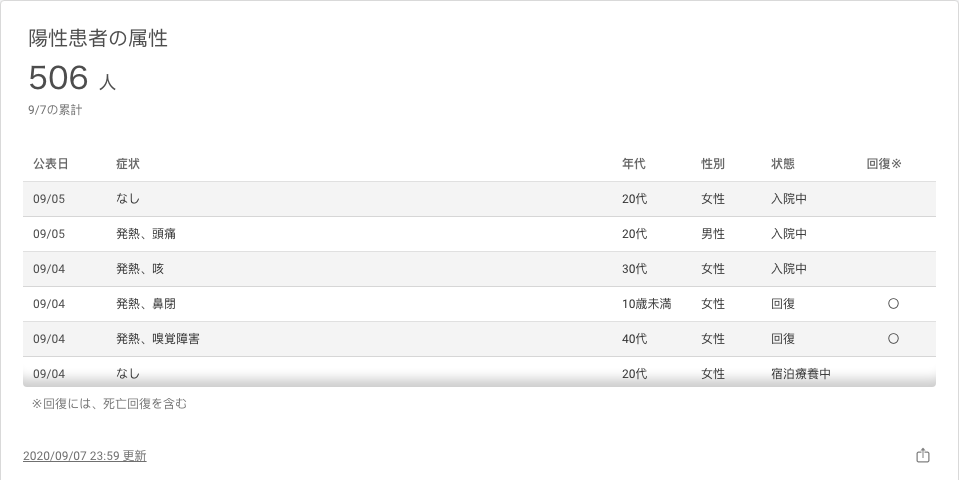 陽性患者の属性
506 人
9/7の累計
公表日 症状 年代 性別 状態 回復※
09/05 なし 20代 女性 入院中
09/05 発熱、頭痛 20代 男性 入院中
09/04 発熱、咳 30代 女性 入院中
09/04 発熱、鼻閉 10歳未満 女性 回復 〇
09/04 発熱、嗅覚障害 40代 女性 回復 〇
09/04 なし 20代 女性 宿泊療養中
※回復には、死亡回復を含む
2020/09/07 23:59 更新